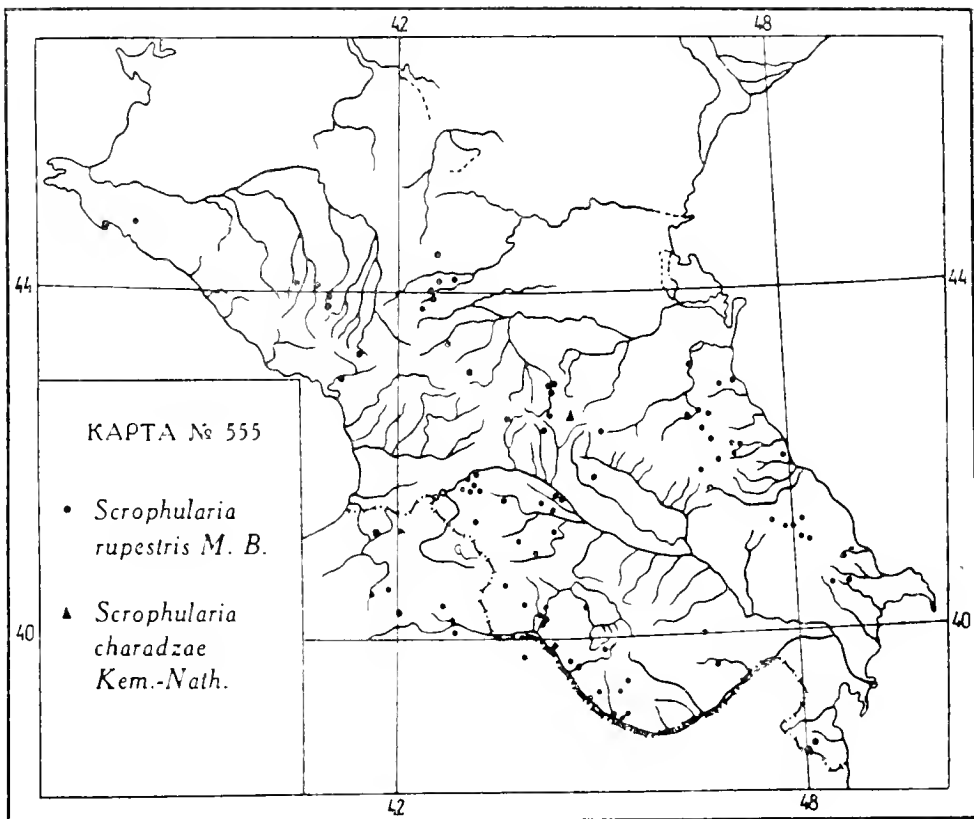 42 48
44 44
КАРТА № 555
• Scrophularia
rupestris M. B.
▲ Scrophularia
charadzae
Kem.-Nath.
40 40
42 48